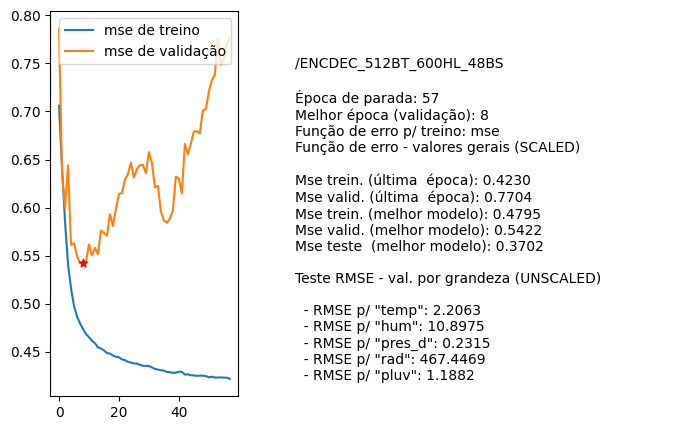 0.80
0.75
0.70
0.65
0.60
0.55
0.50
0.45
0
20
40
mse de treino
mse de validação
/ENCDEC_512BT_600HL_48BS
Época de parada: 57
Melhor época (validação): 8
Função de erro p/ treino: mse
Função de erro - valores gerais (SCALED)
Mse trein. (última  época): 0.4230
Mse valid. (última  época): 0.7704
Mse trein. (melhor modelo): 0.4795
Mse valid. (melhor modelo): 0.5422
Mse teste  (melhor modelo): 0.3702
Teste RMSE - val. por grandeza (UNSCALED)
- RMSE p/ "temp": 2.2063
- RMSE p/ "hum": 10.8975
- RMSE p/ "pres_d": 0.2315
- RMSE p/ "rad": 467.4469
- RMSE p/ "pluv": 1.1882